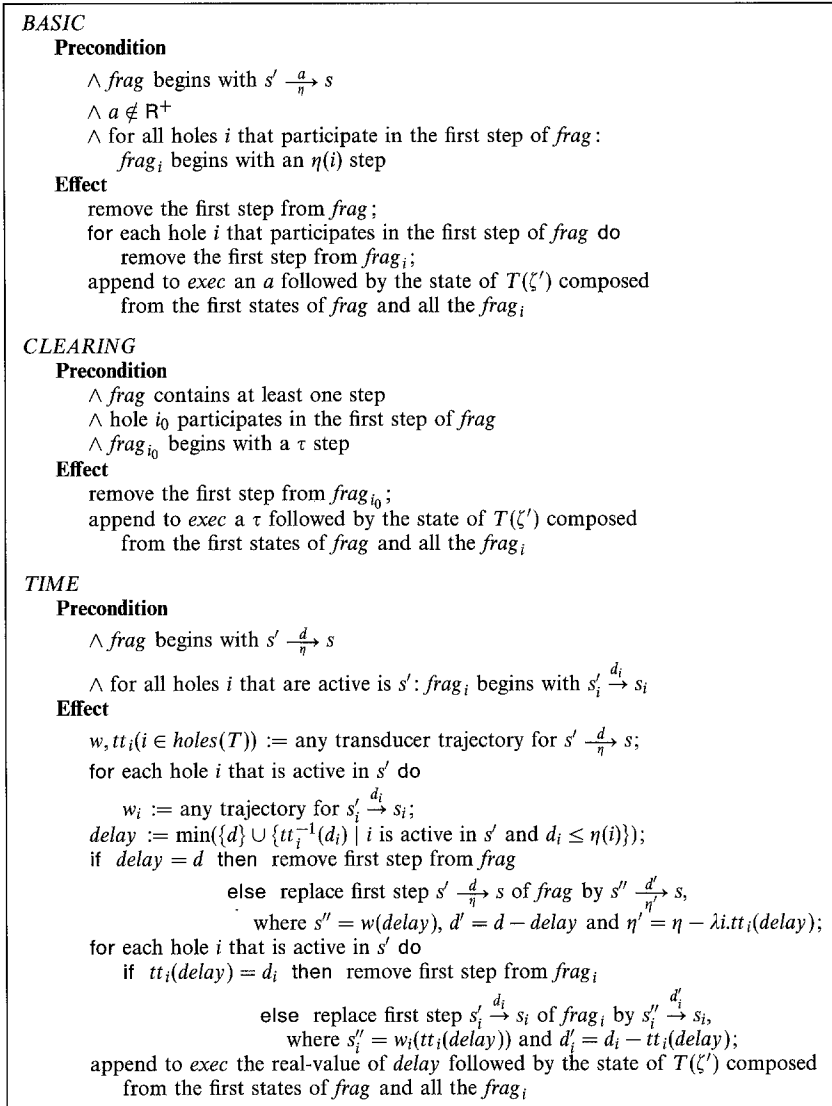 BASIC
Precondition
∧ frag begins with s′ —a/η→ s
∧ a ∉ R⁺
∧ for all holes i that participate in the first step of frag:
frag_i begins with an η(i) step
Effect
remove the first step from frag;
for each hole i that participates in the first step of frag do
remove the first step from frag_i;
append to exec an a followed by the state of T(ζ′) composed
from the first states of frag and all the frag_i
CLEARING
Precondition
∧ frag contains at least one step
∧ hole i₀ participates in the first step of frag
∧ frag_i₀ begins with a τ step
Effect
remove the first step from frag_i₀;
append to exec a τ followed by the state of T(ζ′) composed
from the first states of frag and all the frag_i
TIME
Precondition
∧ frag begins with s′ —d/η→ s
∧ for all holes i that are active is s′: frag_i begins with s′_i —d_i→ s_i
Effect
w, tt_i(i ∈ holes(T)) := any transducer trajectory for s′ —d/η→ s;
for each hole i that is active in s′ do
w_i := any trajectory for s′_i —d_i→ s_i;
delay := min({d} ∪ {tt_i⁻¹(d_i) | i is active in s′ and d_i ≤ η(i)});
if delay = d then remove first step from frag
else replace first step s′ —d/η→ s of frag by s″ —d′/η′→ s,
where s″ = w(delay), d′ = d − delay and η′ = η − λi.tt_i(delay);
for each hole i that is active in s′ do
if tt_i(delay) = d_i then remove first step from frag_i
else replace first step s′_i —d_i→ s_i of frag_i by s″_i —d′_i→ s_i,
where s″_i = w_i(tt_i(delay)) and d′_i = d_i − tt_i(delay);
append to exec the real-value of delay followed by the state of T(ζ′) composed
from the first states of frag and all the frag_i